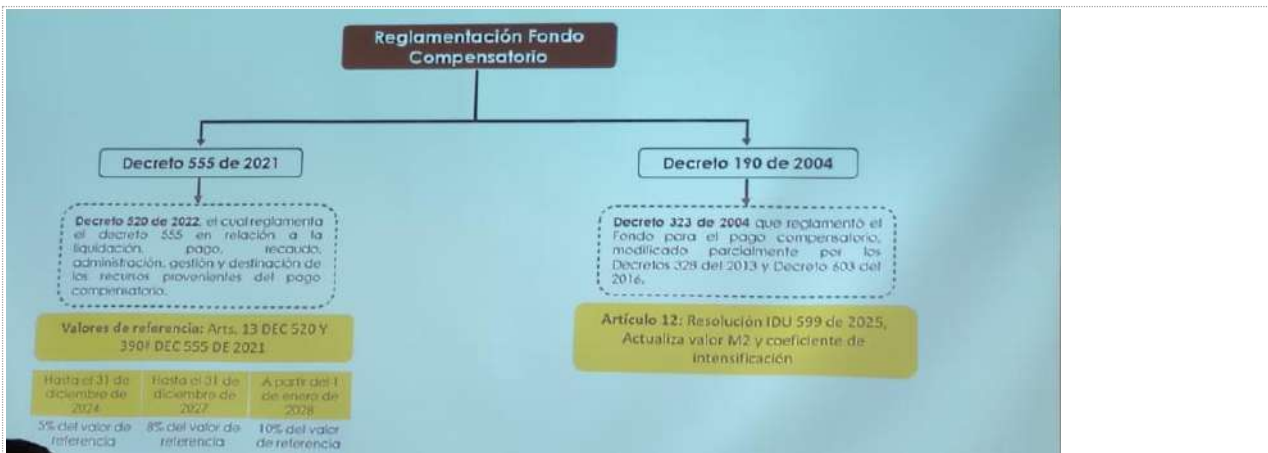 Reglamentación Fondo
Compensatorio
Decreto 555 de 2021
Decreto 520 de 2022, el cual reglamenta
el decreto 555 en relación a la
liquidación, pago, recaudo,
administración, gestión y destinación de
los recursos provenientes del pago
compensatorio.
Valores de referencia: Arts. 13 DEC 520 Y
390ª DEC 555 DE 2021
Hasta el 31 de
diciembre de
2024
5% del valor de
referencia
Hasta el 31 de
diciembre de
2027
8% del valor de
referencia
A partir del 1
de enero de
2028
10% del valor
de referencia
Decreto 190 de 2004
Decreto 323 de 2004 que reglamentó el
Fondo para el pago compensatorio,
modificado parcialmente por los
Decretos 328 del 2013 y Decreto 603 del
2016.
Artículo 12: Resolución IDU 599 de 2025,
Actualiza valor M2 y coeficiente de
intensificación